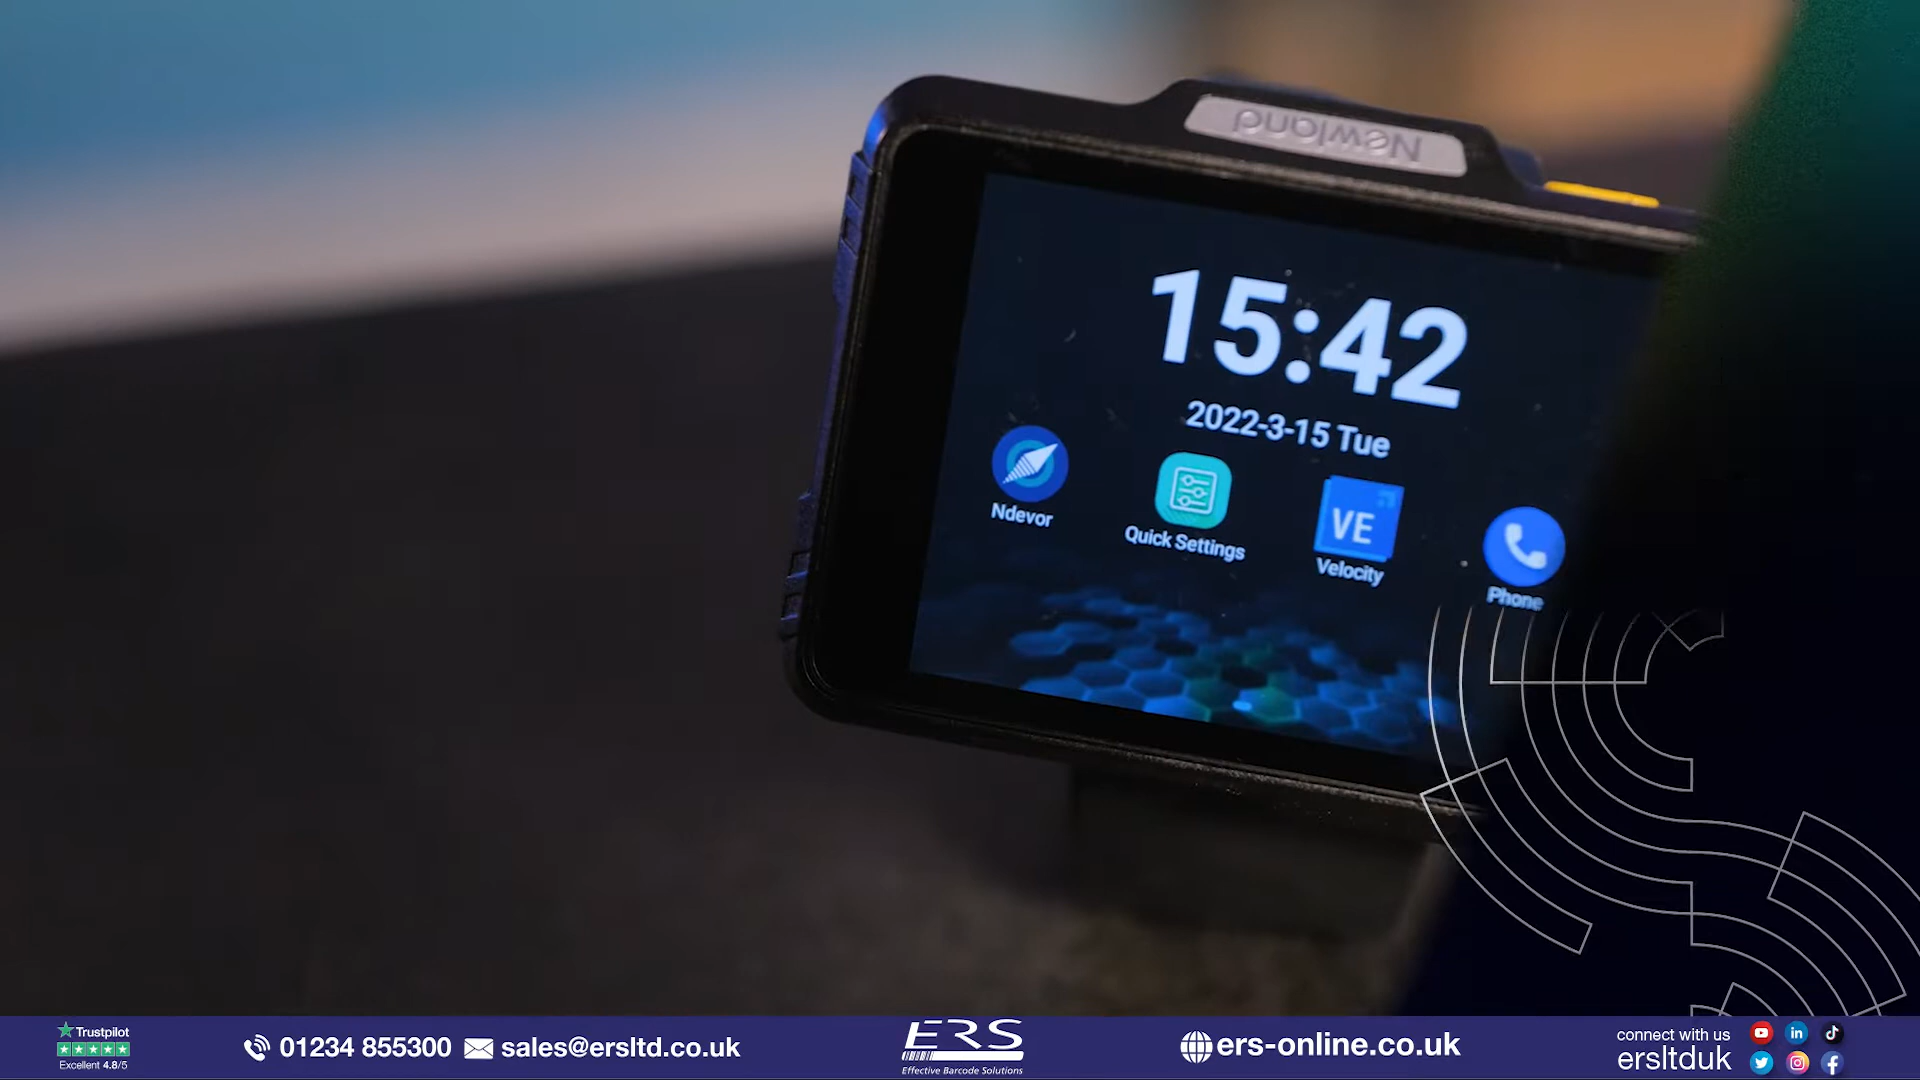 Newland
15:42
2022-3-15 Tue
Ndevor
Quick Settings
VE
Velocity
Phone
Trustpilot
Excellent 4.8/5
01234 855300
sales@ersltd.co.uk
ERS
Effective Barcode Solutions
ers-online.co.uk
connect with us
ersltduk